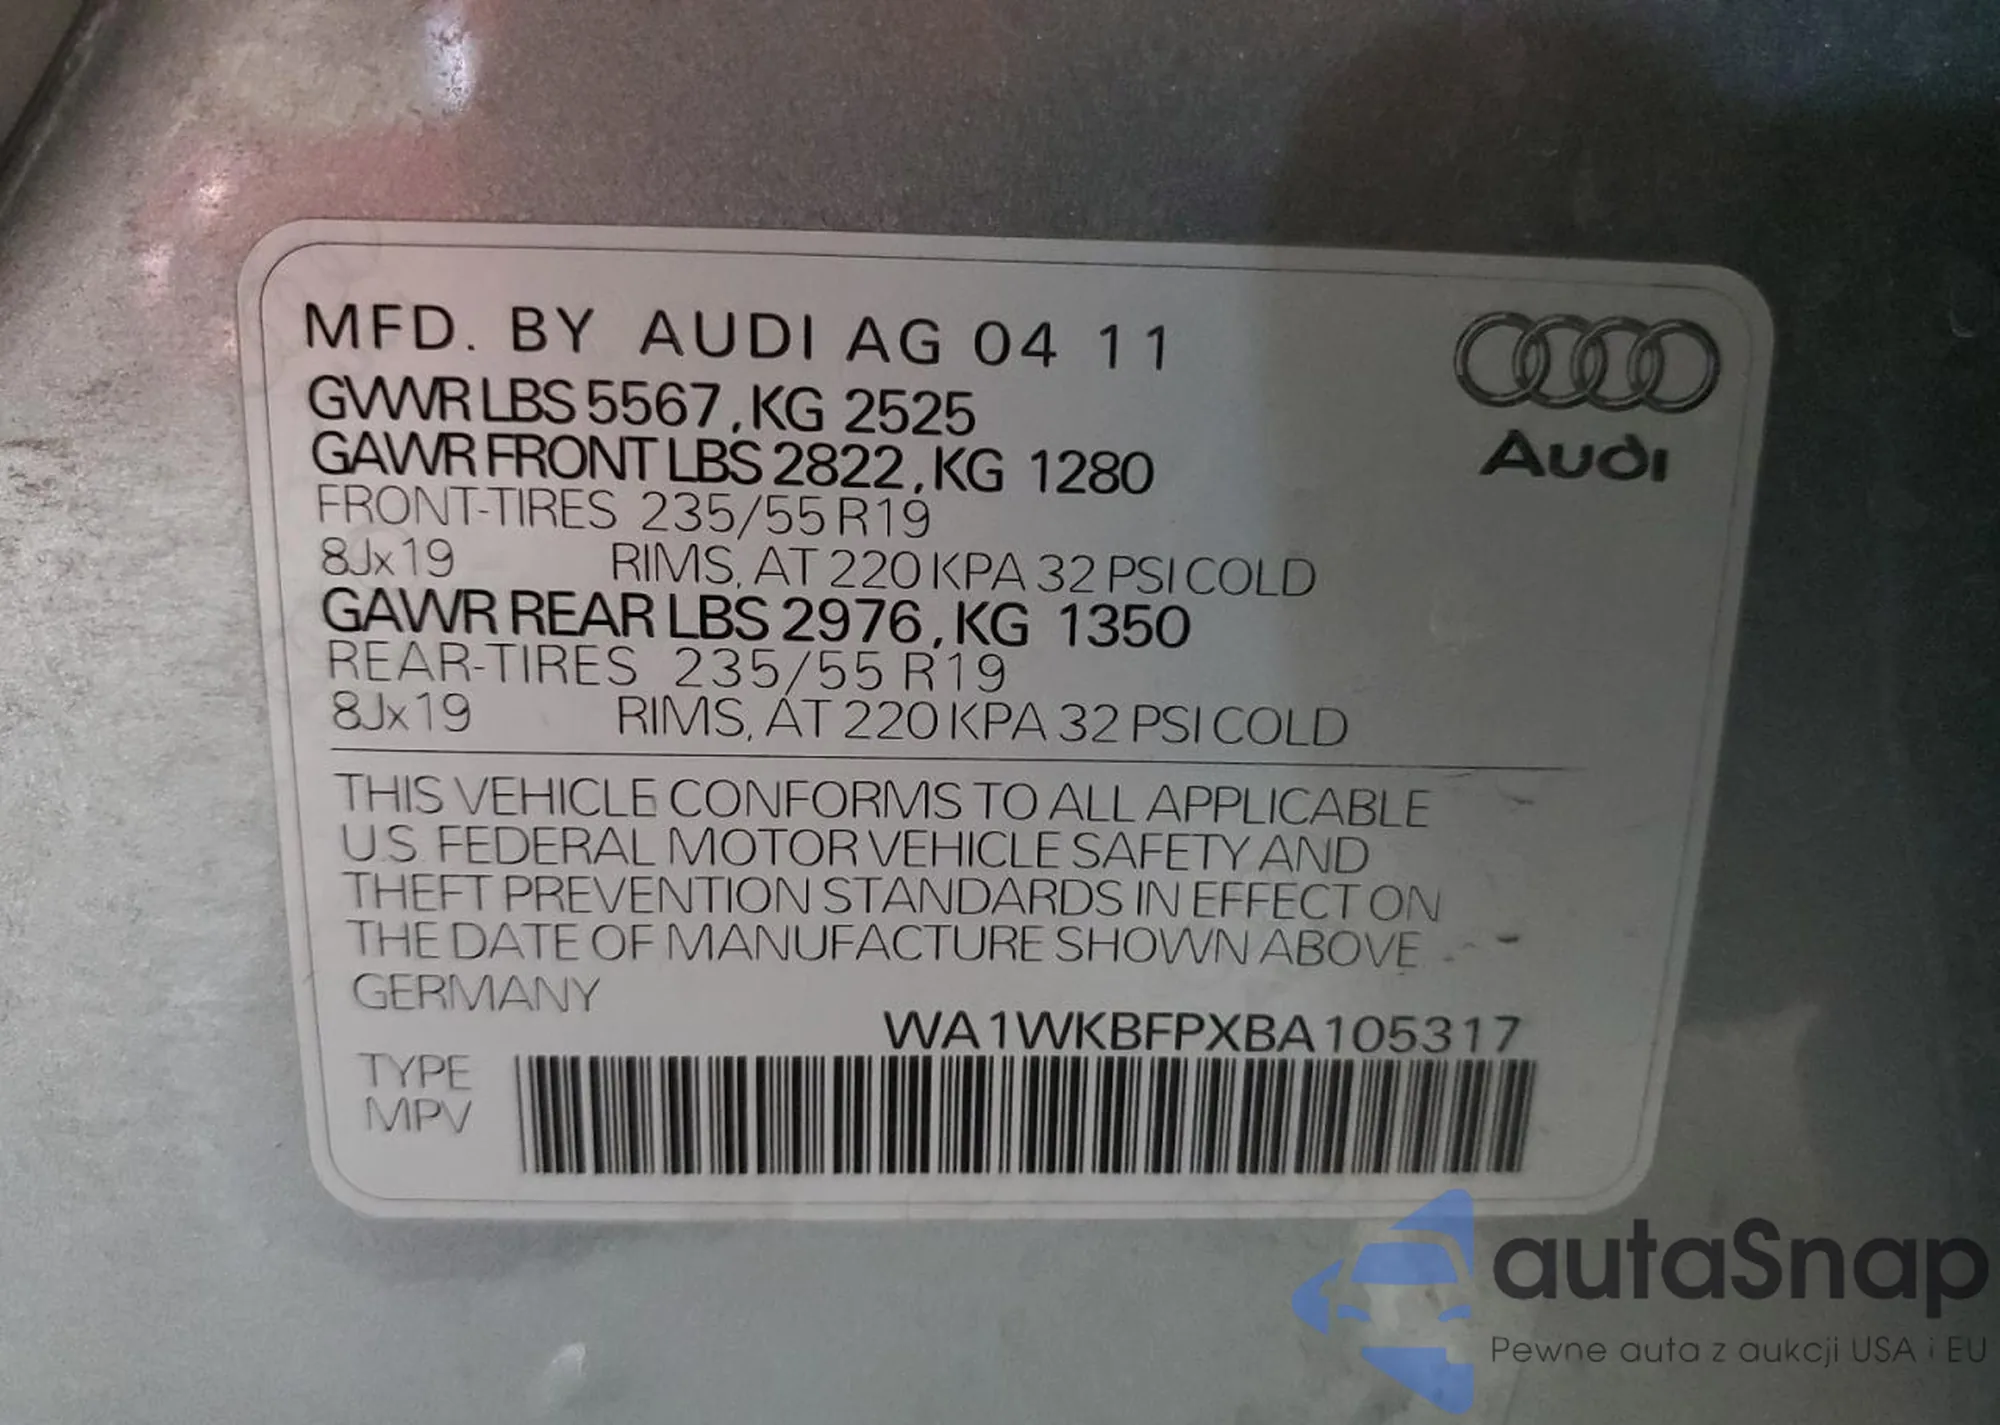 MFD. BY AUDI AG 04 11
GVWR LBS 5567, KG 2525
GAWR FRONT LBS 2822, KG 1280
FRONT-TIRES 235/55 R19
8Jx19 RIMS, AT 220 KPA 32 PSI COLD
GAWR REAR LBS 2976, KG 1350
REAR-TIRES 235/55 R19
8Jx19 RIMS, AT 220 KPA 32 PSI COLD
Audi
THIS VEHICLE CONFORMS TO ALL APPLICABLE
U.S. FEDERAL MOTOR VEHICLE SAFETY AND
THEFT PREVENTION STANDARDS IN EFFECT ON
THE DATE OF MANUFACTURE SHOWN ABOVE.
GERMANY
WA1WKBFPXBA105317
TYPE
MPV
autaSnap
Pewne auta z aukcji USA i EU